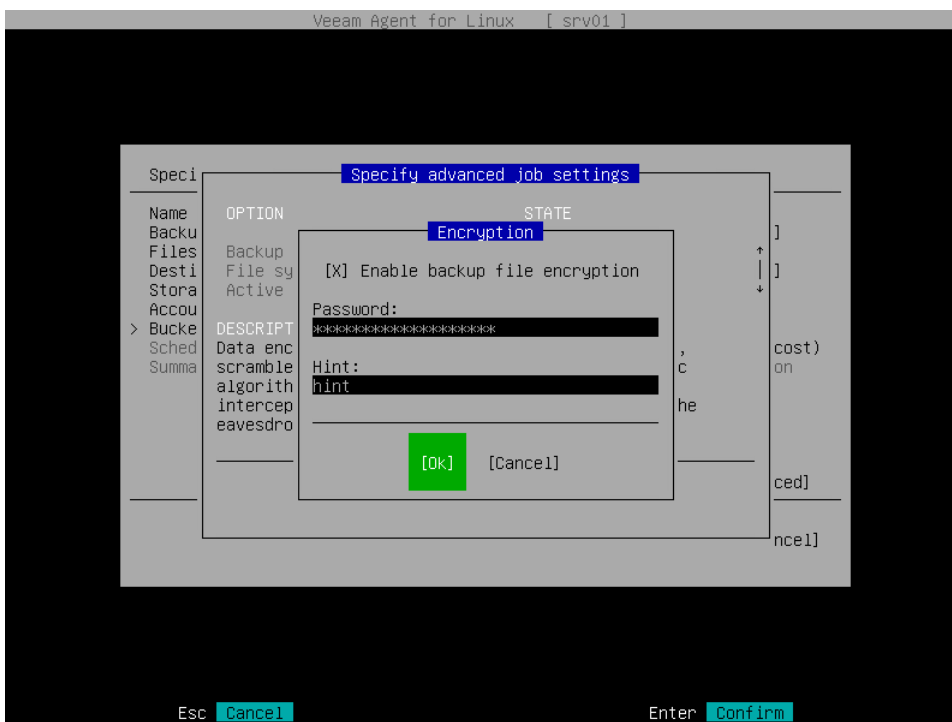 Veeam Agent for Linux [ srv01 ]
Speci
Specify advanced job settings
Name
OPTION STATE
Backu
Encryption
]
Files
Backup
Desti
File sy
[X] Enable backup file encryption
]
Stora
Active
Accou
Password:
> Bucke
DESCRIPT
********************
Sched
Data enc
,
cost)
Summa
scramble
Hint:
c
on
algorith
hint
intercep
he
eavesdro
[Ok] [Cancel]
ced]
ncel]
Esc Cancel Enter Confirm